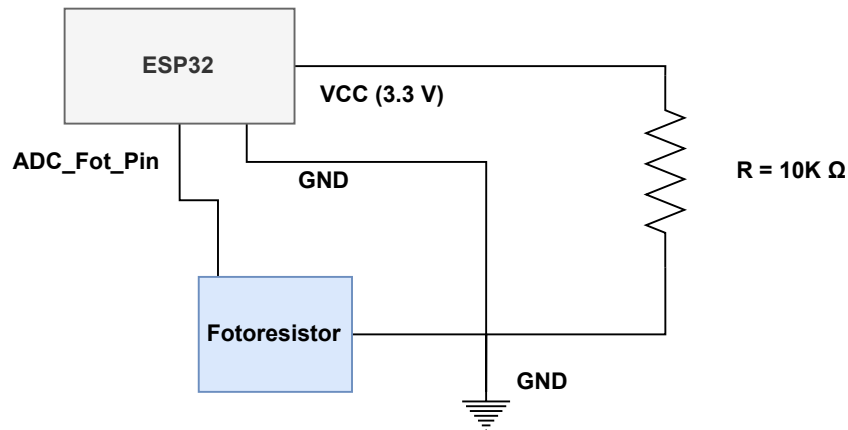 ESP32
VCC (3.3 V)
ADC_Fot_Pin
GND
R = 10K Ω
Fotoresistor
GND